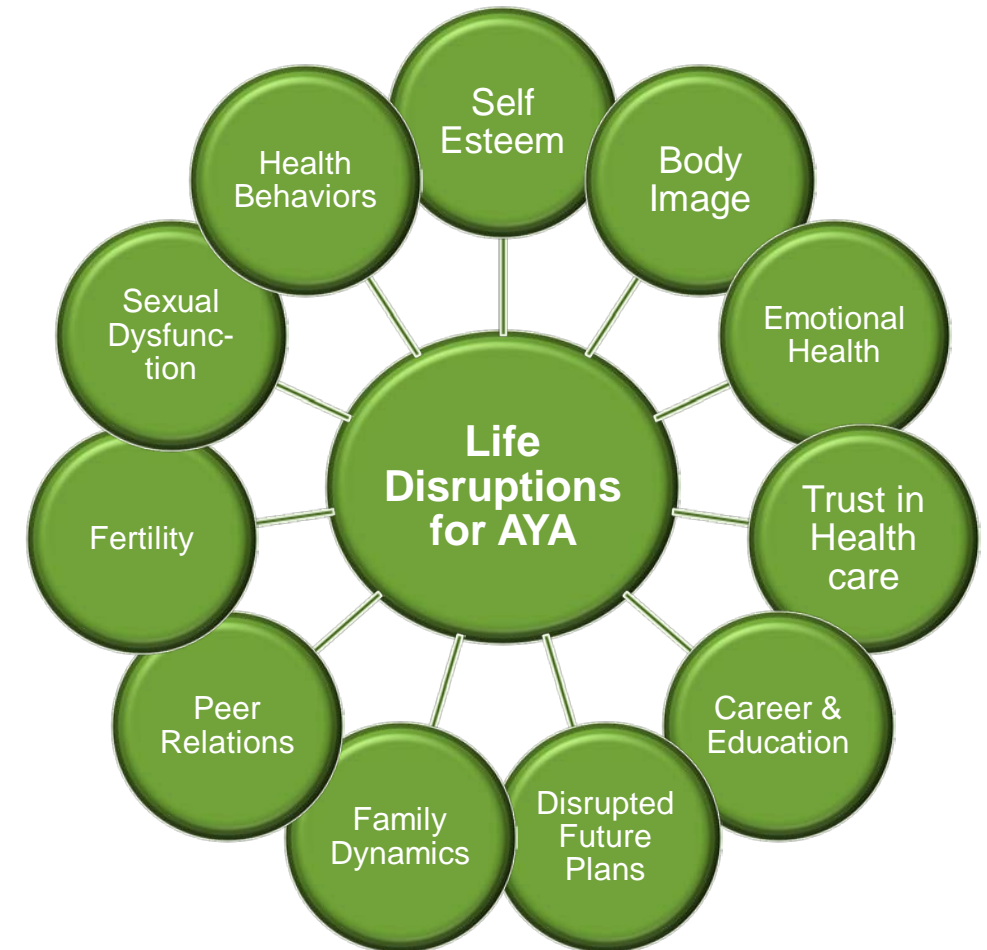 Self
Esteem
Body
Image
Emotional
Health
Trust in
Health
care
Career &
Education
Disrupted
Future
Plans
Family
Dynamics
Peer
Relations
Fertility
Sexual
Dysfunc-
tion
Health
Behaviors
Life
Disruptions
for AYA